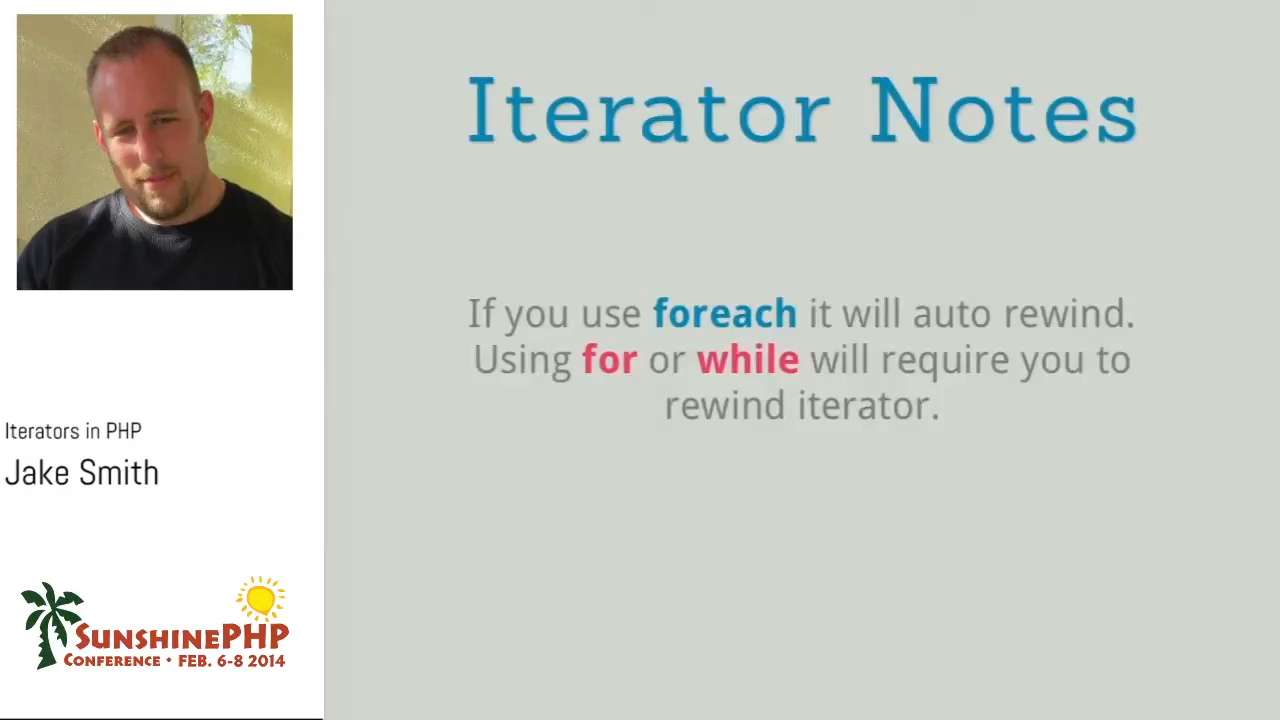 Iterator Notes
If you use foreach it will auto rewind.
Using for or while will require you to
rewind iterator.
Iterators in PHP
Jake Smith
SunshinePHP
Conference • Feb. 6-8 2014